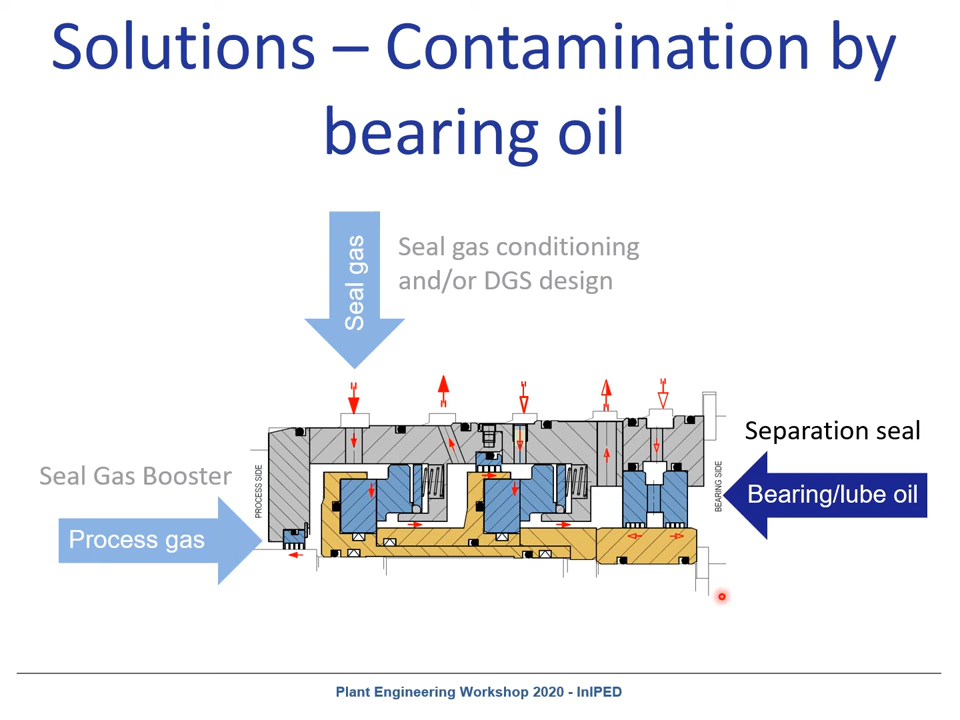 Solutions – Contamination by
bearing oil
Seal gas
Seal gas conditioning
and/or DGS design
Separation seal
Seal Gas Booster
PROCESS SIDE
BEARING SIDE
Bearing/lube oil
Process gas
Plant Engineering Workshop 2020 - InIPED